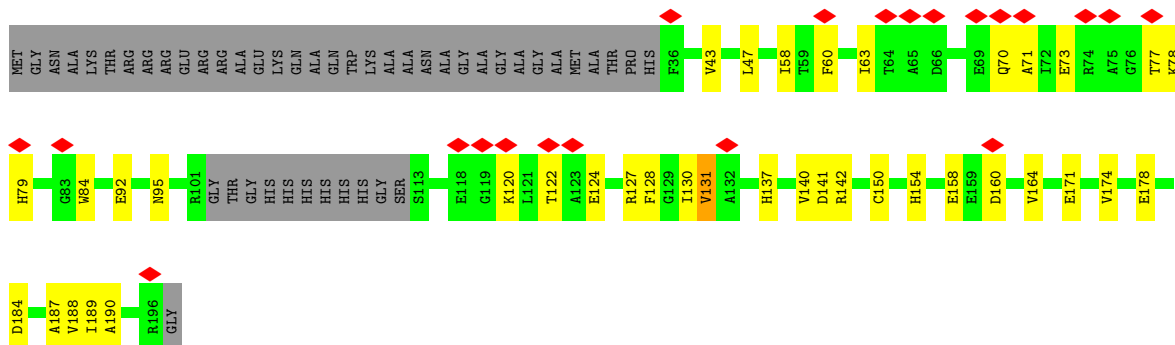 MET GLY ASN ALA LYS THR ARG ARG ARG GLU ARG ARG ALA GLU LYS GLN ALA GLN TRP LYS ALA ALA ALA ASN ALA GLY ALA GLY ALA GLY ALA MET ALA THR PRO HIS F36 V43 L47 I58 T59 F60 I63 T64 A65 D66 E69 Q70 A71 I72 E73 R74 A75 G76 T77 K78
H79 G83 W84 E92 N95 R101 GLY THR GLY HIS HIS HIS HIS HIS HIS GLY SER S113 E118 G119 K120 L121 T122 A123 E124 R127 F128 G129 I130 V131 A132 H137 V140 D141 R142 C150 H154 E158 E159 D160 V164 E171 V174 E178
D184 A187 V188 I189 A190 R196 GLY